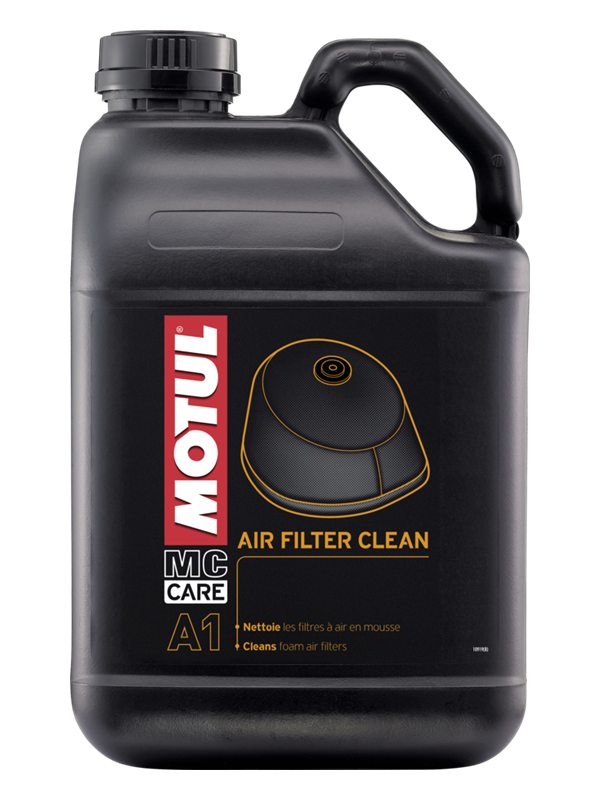 MOTUL®
MC
CARE
A1
AIR FILTER CLEAN
Nettoie les filtres à air en mousse
Cleans foam air filters